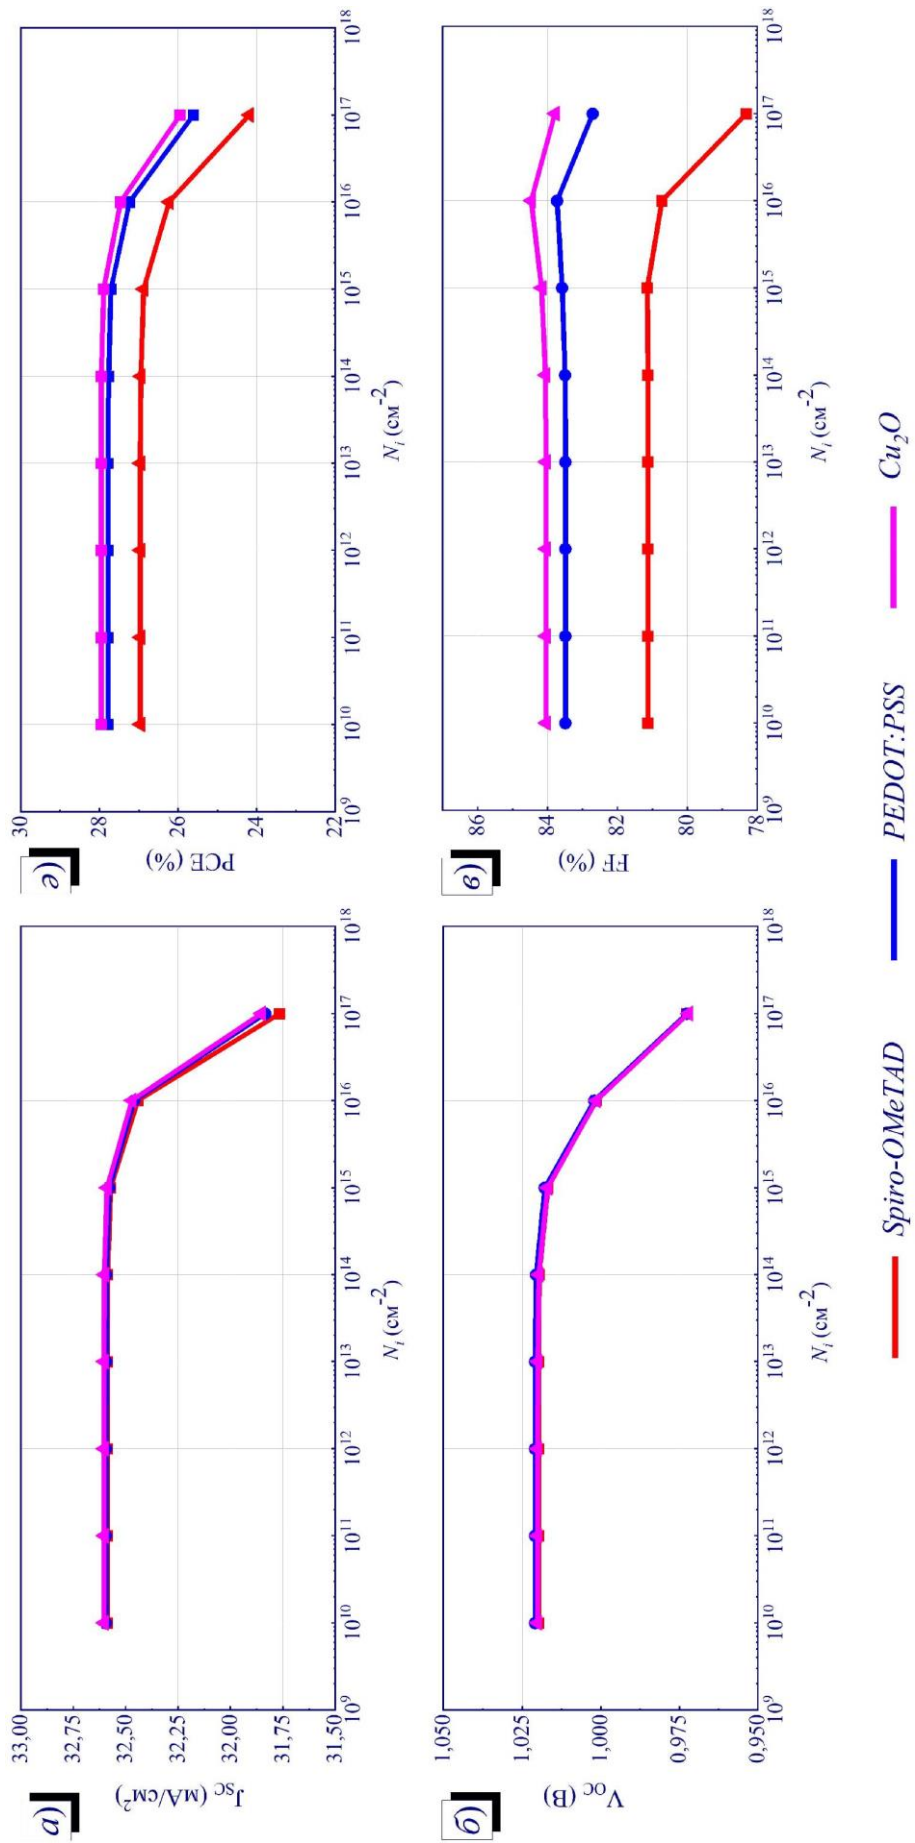 а)
J_SC (мА/см²)
33,00
32,75
32,50
32,25
32,00
31,75
31,50
10⁹ 10¹⁰ 10¹¹ 10¹² 10¹³ 10¹⁴ 10¹⁵ 10¹⁶ 10¹⁷ 10¹⁸
N_i (см⁻²)
PCE (%)
30
28
26
24
22
10⁹ 10¹⁰ 10¹¹ 10¹² 10¹³ 10¹⁴ 10¹⁵ 10¹⁶ 10¹⁷ 10¹⁸
N_i (см⁻²)
б)
V_OC (В)
1,050
1,025
1,000
0,975
0,950
10⁹ 10¹⁰ 10¹¹ 10¹² 10¹³ 10¹⁴ 10¹⁵ 10¹⁶ 10¹⁷ 10¹⁸
N_i (см⁻²)
в)
FF (%)
86
84
82
80
78
10⁹ 10¹⁰ 10¹¹ 10¹² 10¹³ 10¹⁴ 10¹⁵ 10¹⁶ 10¹⁷ 10¹⁸
N_i (см⁻²)
Spiro-OMeTAD PEDOT:PSS Cu₂O